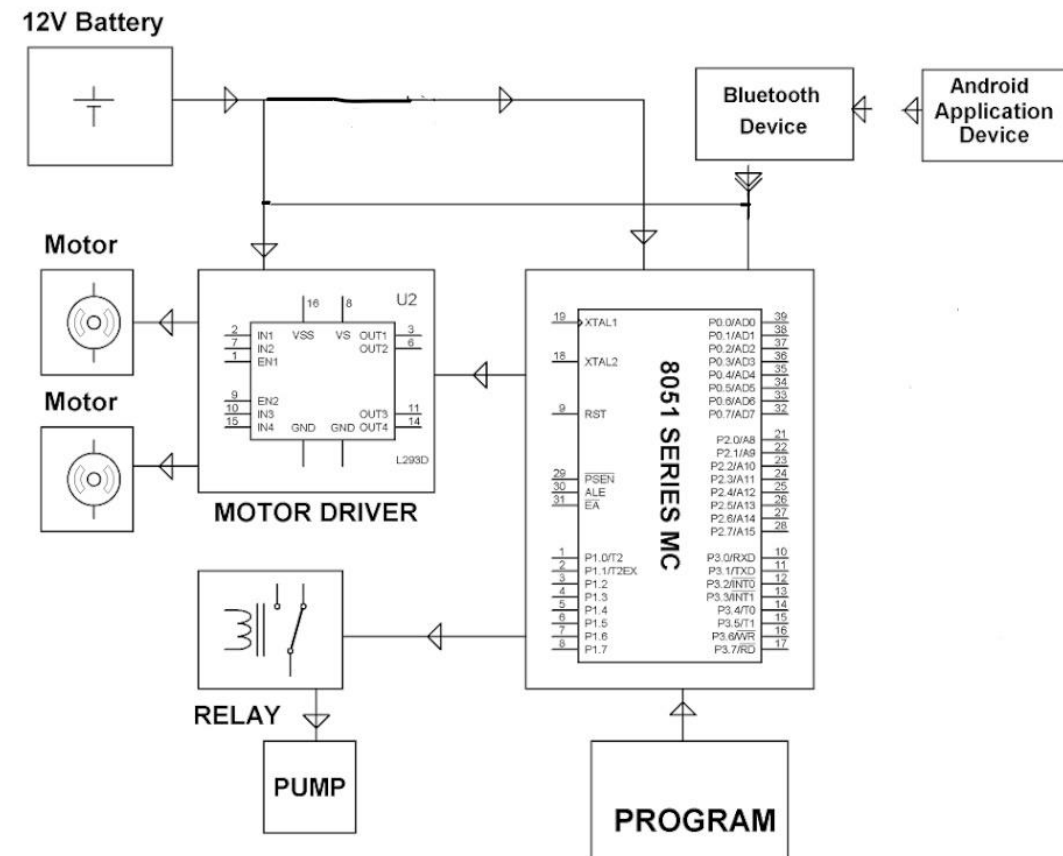 12V Battery
Bluetooth
Device
Android
Application
Device
Motor
Motor
U2
16
8
VSS
VS
2
IN1
7
IN2
1
EN1
9
EN2
10
IN3
15
IN4
OUT1
3
OUT2
6
OUT3
11
OUT4
14
GND
GND
L293D
MOTOR DRIVER
19
XTAL1
18
XTAL2
9
RST
29
PSEN
30
ALE
31
EA
1
P1.0/T2
2
P1.1/T2EX
3
P1.2
4
P1.3
5
P1.4
6
P1.5
7
P1.6
8
P1.7
8051 SERIES MC
P0.0/AD0
39
P0.1/AD1
38
P0.2/AD2
37
P0.3/AD3
36
P0.4/AD4
35
P0.5/AD5
34
P0.6/AD6
33
P0.7/AD7
32
P2.0/A8
21
P2.1/A9
22
P2.2/A10
23
P2.3/A11
24
P2.4/A12
25
P2.5/A13
26
P2.6/A14
27
P2.7/A15
28
P3.0/RXD
10
P3.1/TXD
11
P3.2/INT0
12
P3.3/INT1
13
P3.4/T0
14
P3.5/T1
15
P3.6/WR
16
P3.7/RD
17
RELAY
PUMP
PROGRAM